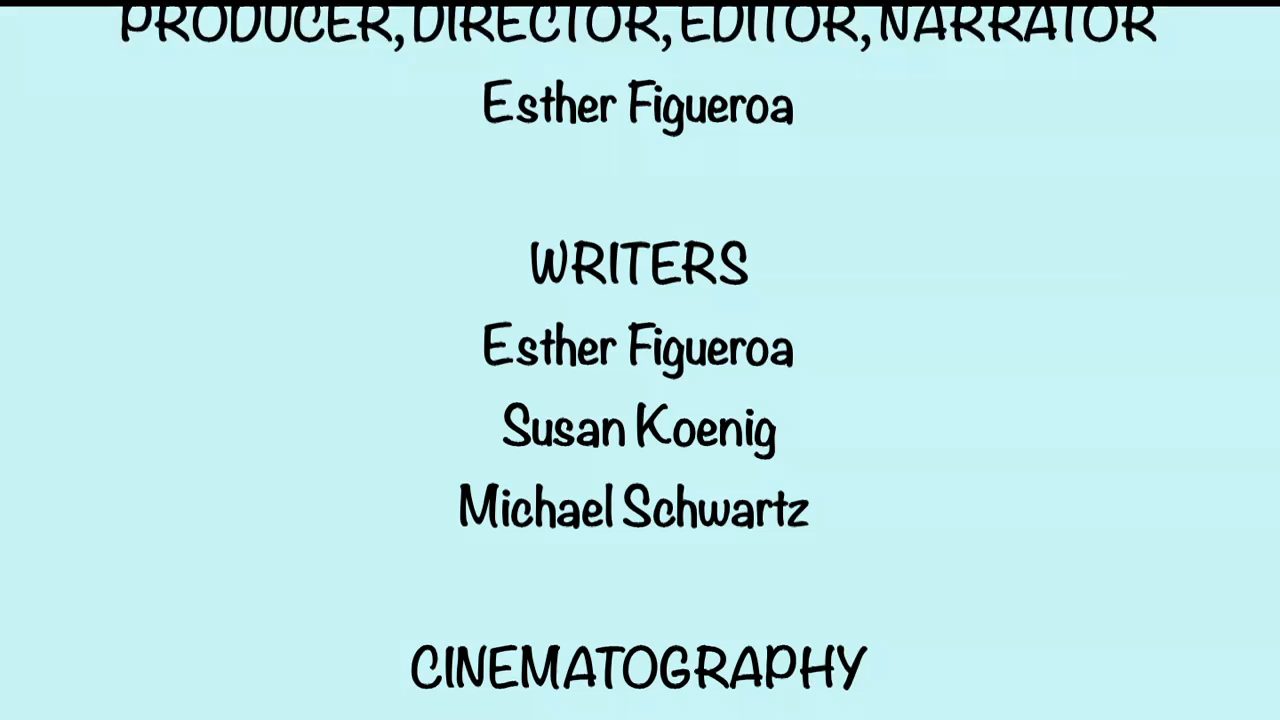 PRODUCER, DIRECTOR, EDITOR, NARRATOR
Esther Figueroa
WRITERS
Esther Figueroa
Susan Koenig
Michael Schwartz
CINEMATOGRAPHY